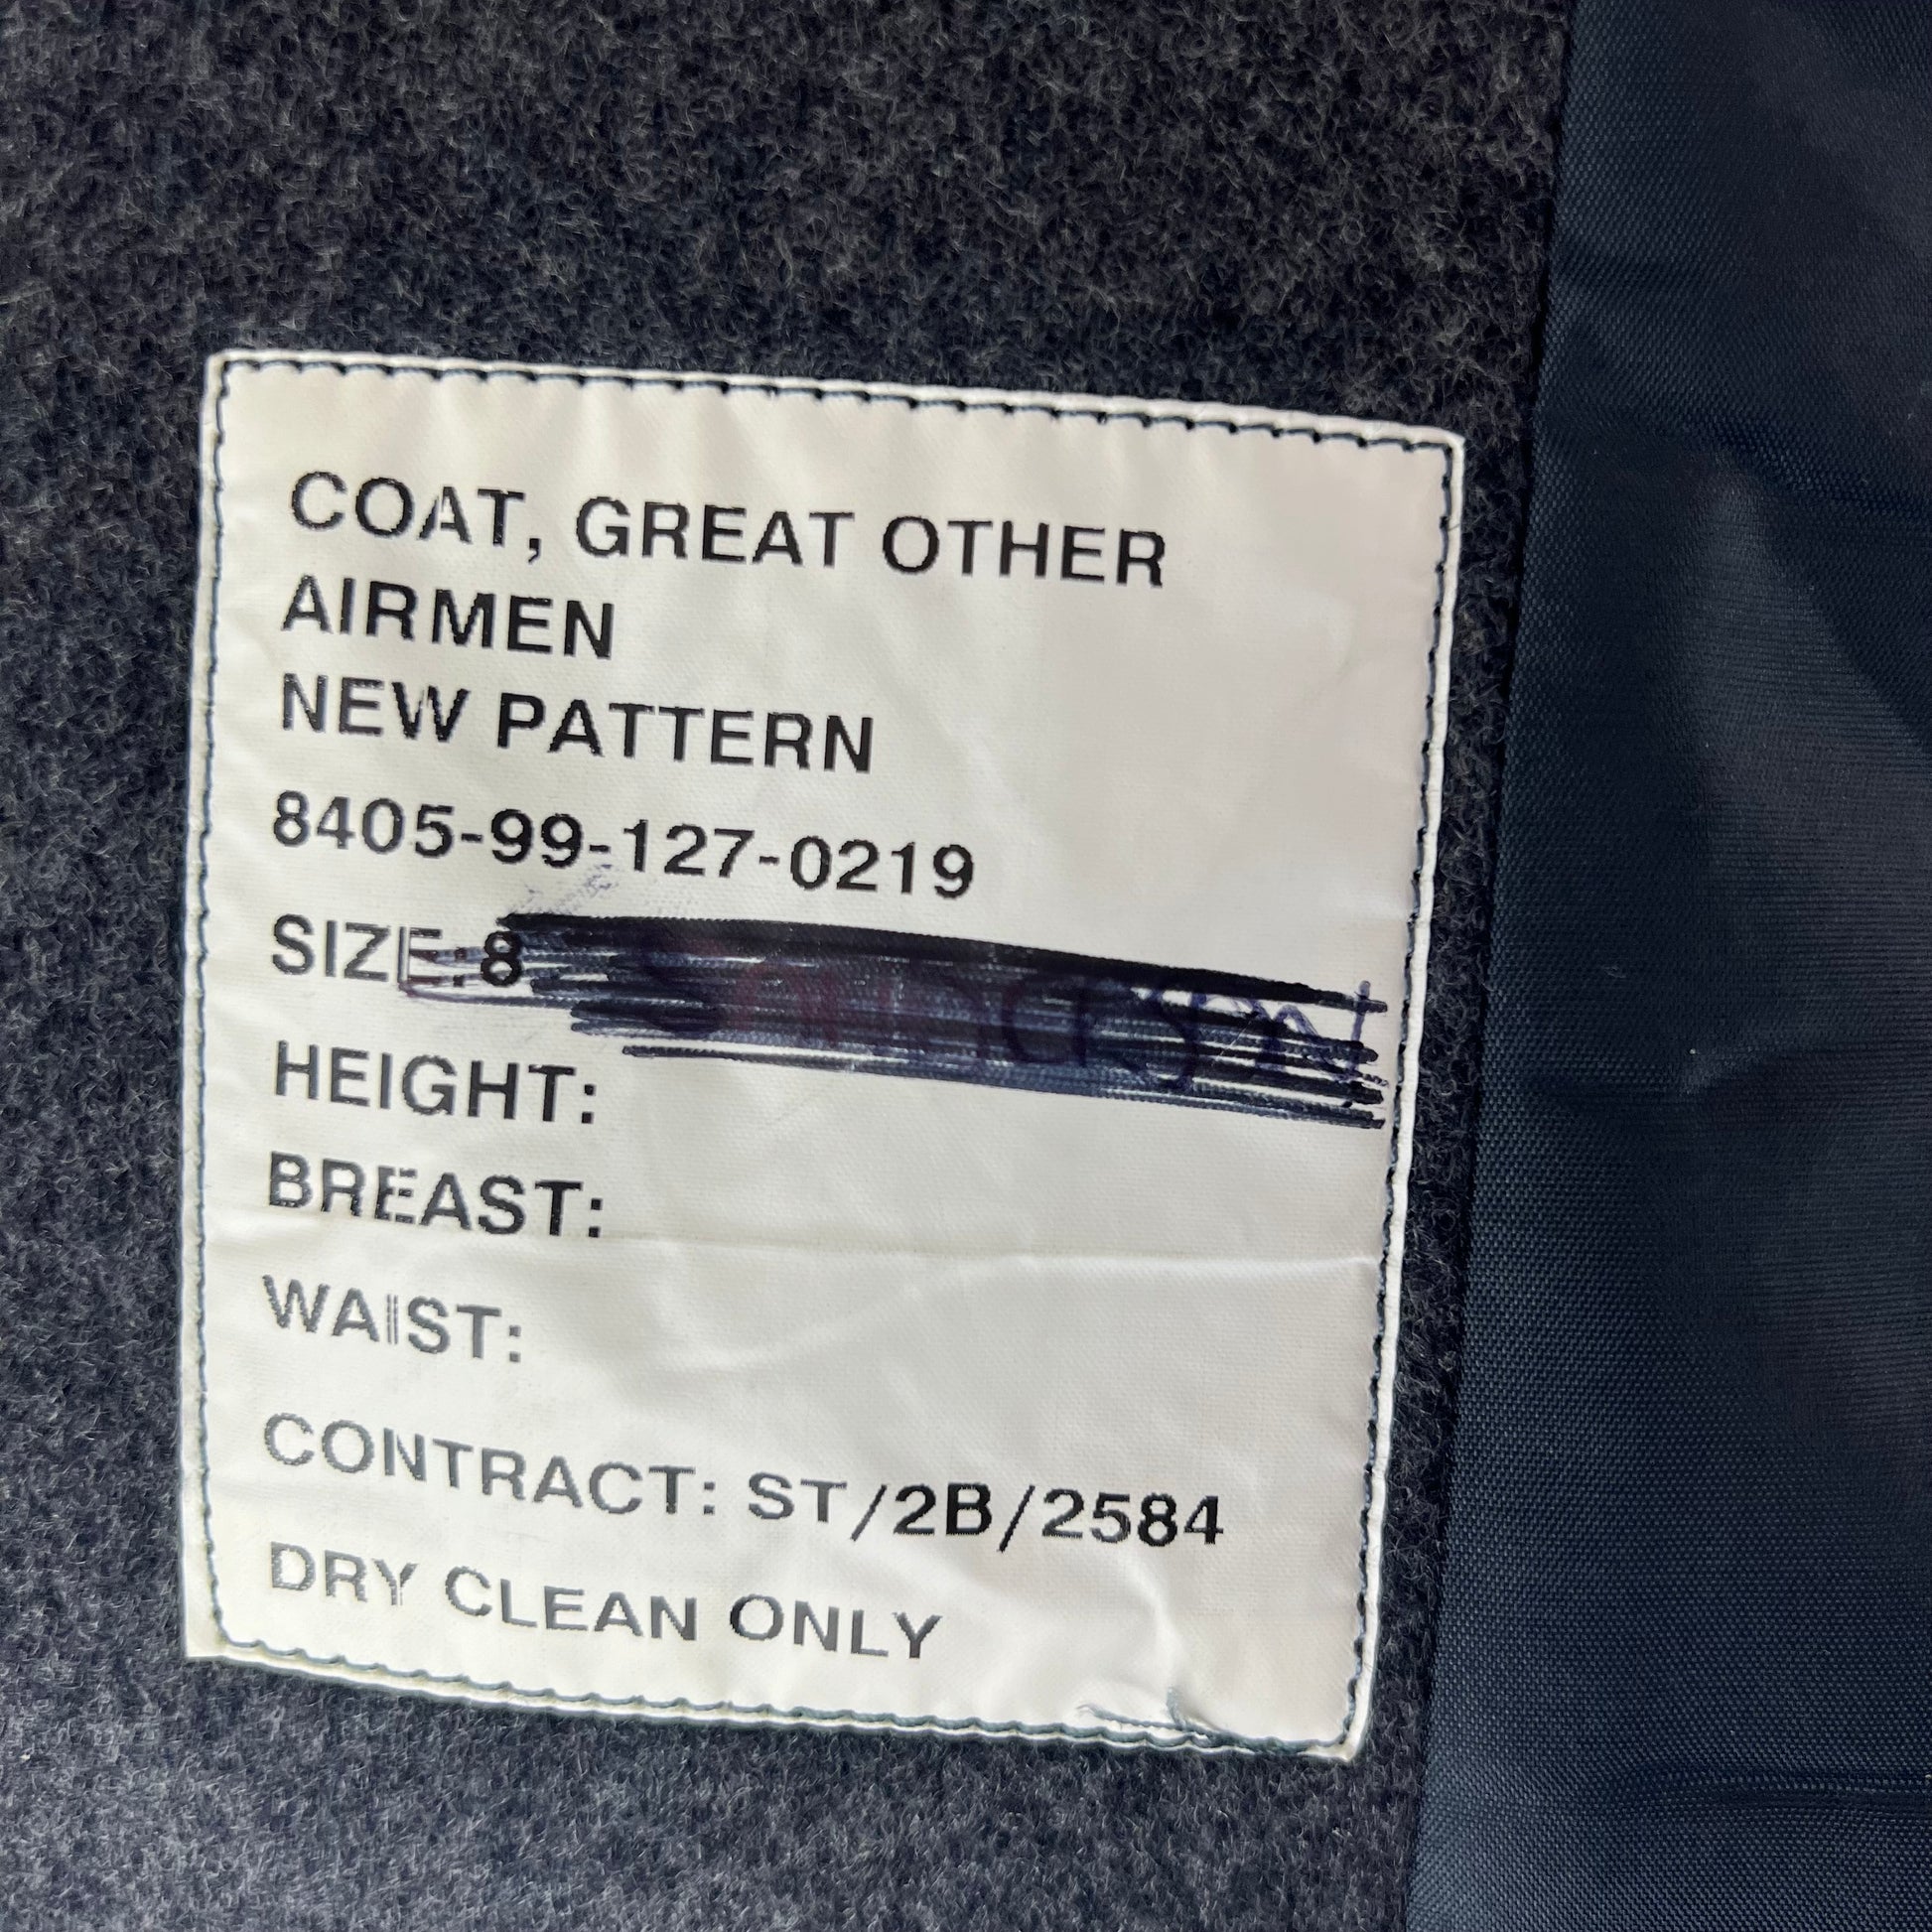 COAT, GREAT OTHER
AIRMEN
NEW PATTERN
8405-99-127-0219
SIZE:8
HEIGHT:
BREAST:
WAIST:
CONTRACT: ST/2B/2584
DRY CLEAN ONLY